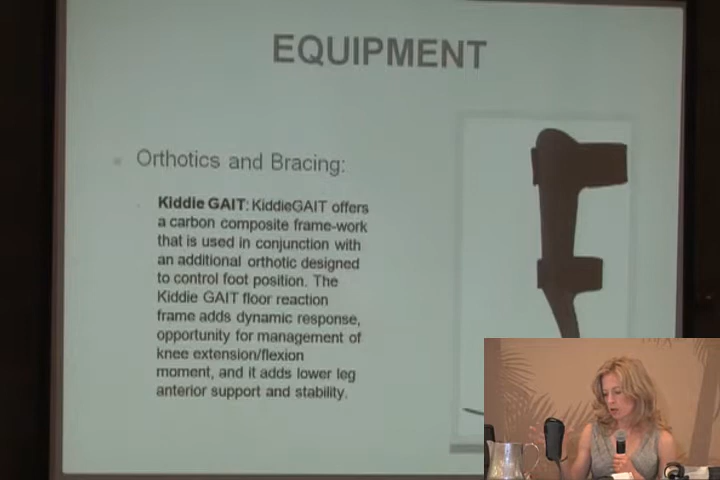 EQUIPMENT
Orthotics and Bracing:
Kiddie GAIT: KiddieGAIT offers
a carbon composite frame-work
that is used in conjunction with
an additional orthotic designed
to control foot position. The
Kiddie GAIT floor reaction
frame adds dynamic response,
opportunity for management of
knee extension/flexion
moment, and it adds lower leg
anterior support and stability.